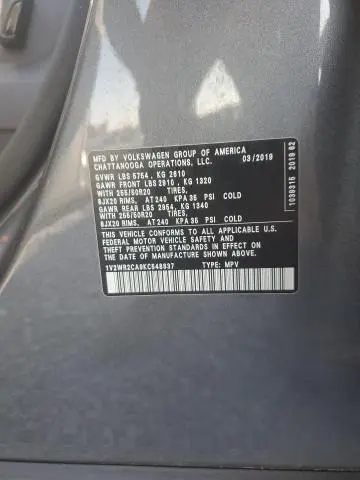 MFD BY VOLKSWAGEN GROUP OF AMERICA
CHATTANOOGA OPERATIONS, LLC. 03/2019
GVWR LBS 5754 , KG 2610
GAWR FRONT LBS 2910 , KG 1320
WITH 255/50R20 TIRES,
8JX20 RIMS, AT 240 KPA 35 PSI COLD
GAWR REAR LBS 2954, KG 1340
WITH 255/50R20 TIRES,
8JX20 RIMS, AT 240 KPA 35 PSI COLD
THIS VEHICLE CONFORMS TO ALL APPLICABLE U.S.
FEDERAL MOTOR VEHICLE SAFETY AND THEFT
PREVENTION STANDARDS IN EFFECT ON THE DATE
OF MANUFACTURE SHOWN ABOVE.
1V2WR2CA9KC548837 TYPE: MPV
1039315 2019 62